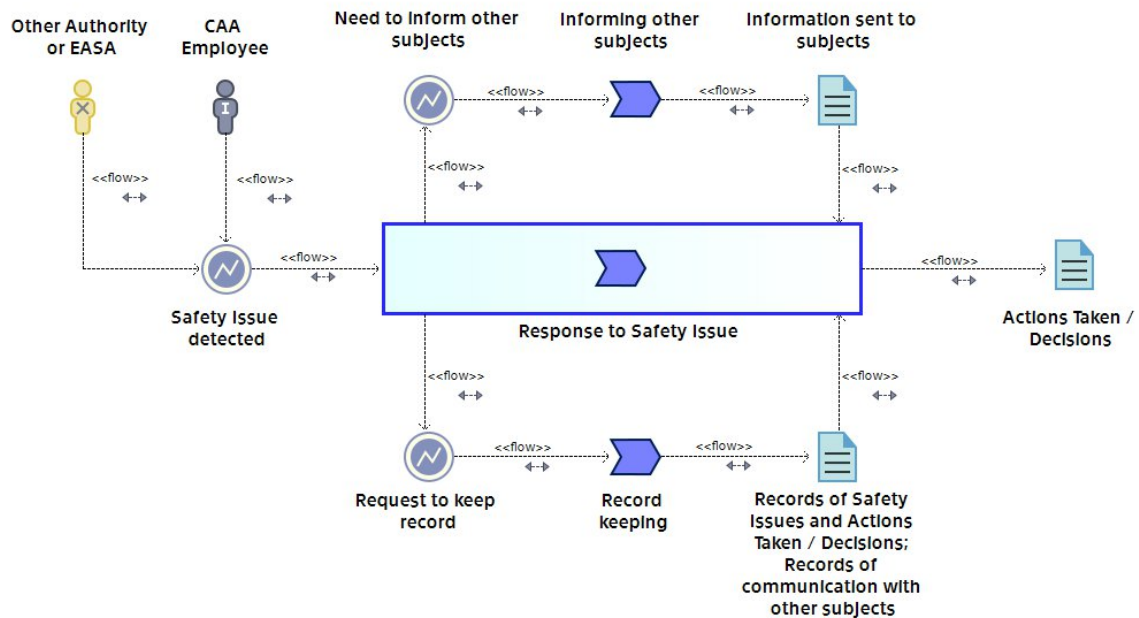 Other Authority
or EASA
CAA
Employee
Need to inform other
subjects
Informing other
subjects
Information sent to
subjects
<<flow>>
<<flow>>
<<flow>>
<<flow>>
<<flow>>
<<flow>>
I
<<flow>>
<<flow>>
Safety Issue
detected
Response to Safety Issue
Actions Taken /
Decisions
<<flow>>
<<flow>>
<<flow>>
<<flow>>
Request to keep
record
Record
keeping
Records of Safety
Issues and Actions
Taken / Decisions;
Records of
communication with
other subjects